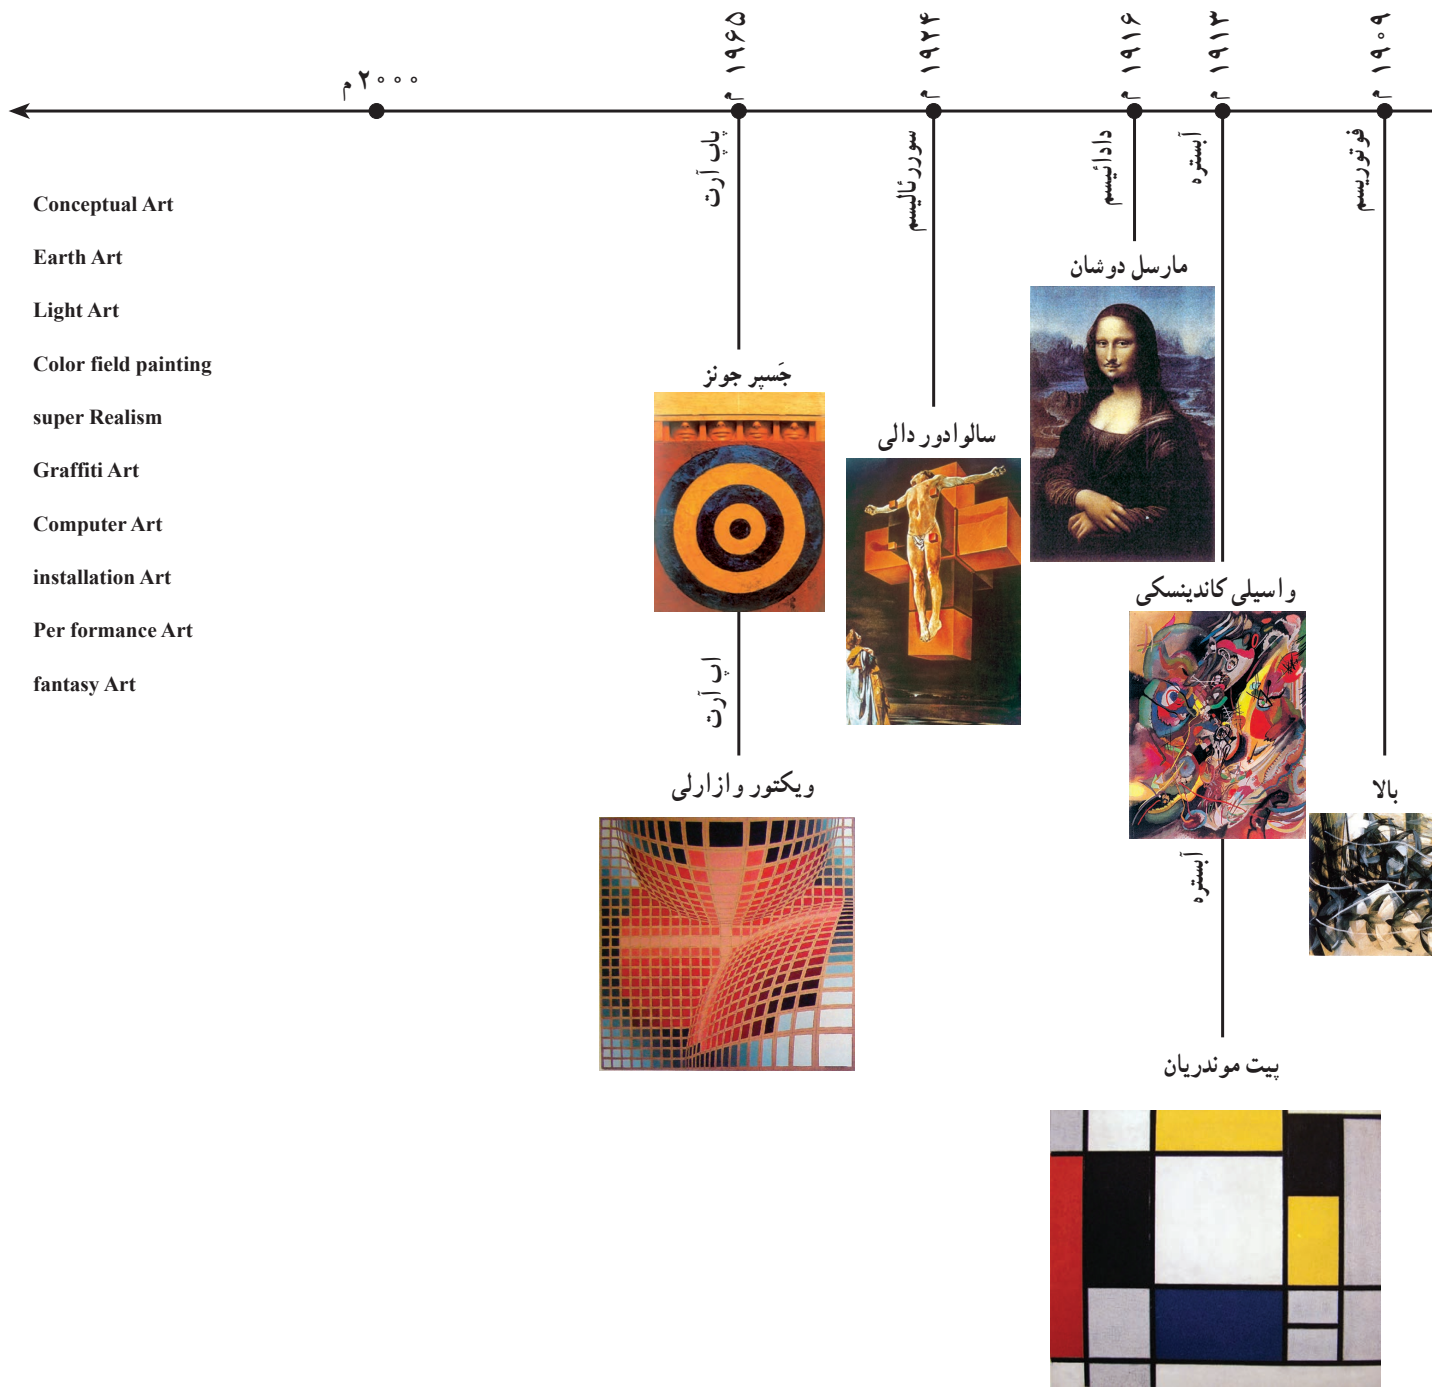 ۱۹۰۹ م
فوتوریسم
بالا
۱۹۱۳ م
آبستره
واسیلی کاندینسکی
آبستره
پیت موندریان
۱۹۱۶ م
دادائیسم
مارسل دوشان
۱۹۲۴ م
سوررئالیسم
سالوادور دالی
۱۹۶۵ م
پاپ آرت
جَسپر جونز
اپ آرت
ویکتور وازارلی
۲۰۰۰ م
Conceptual Art
Earth Art
Light Art
Color field painting
super Realism
Graffiti Art
Computer Art
installation Art
Per formance Art
fantasy Art